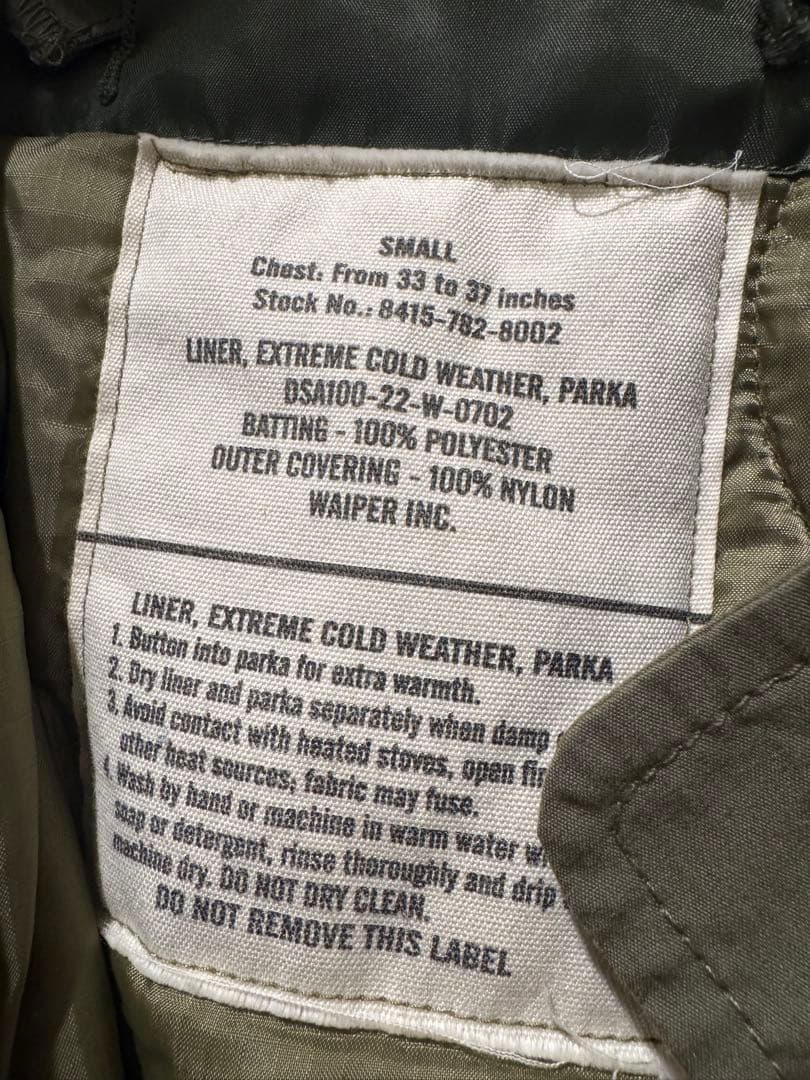 SMALL
Chest: From 33 to 37 inches
Stock No.: 8415-782-8002
LINER, EXTREME COLD WEATHER, PARKA
DSA100-22-W-0702
BATTING - 100% POLYESTER
OUTER COVERING - 100% NYLON
WAIPER INC.
LINER, EXTREME COLD WEATHER, PARKA
1. Button into parka for extra warmth.
2. Dry liner and parka separately when damp
3. Avoid contact with heated stoves, open
other heat sources; fabric may fuse.
4. Wash by hand or machine in warm water
soap or detergent, rinse thoroughly and drip
machine dry. DO NOT DRY CLEAN.
DO NOT REMOVE THIS LABEL